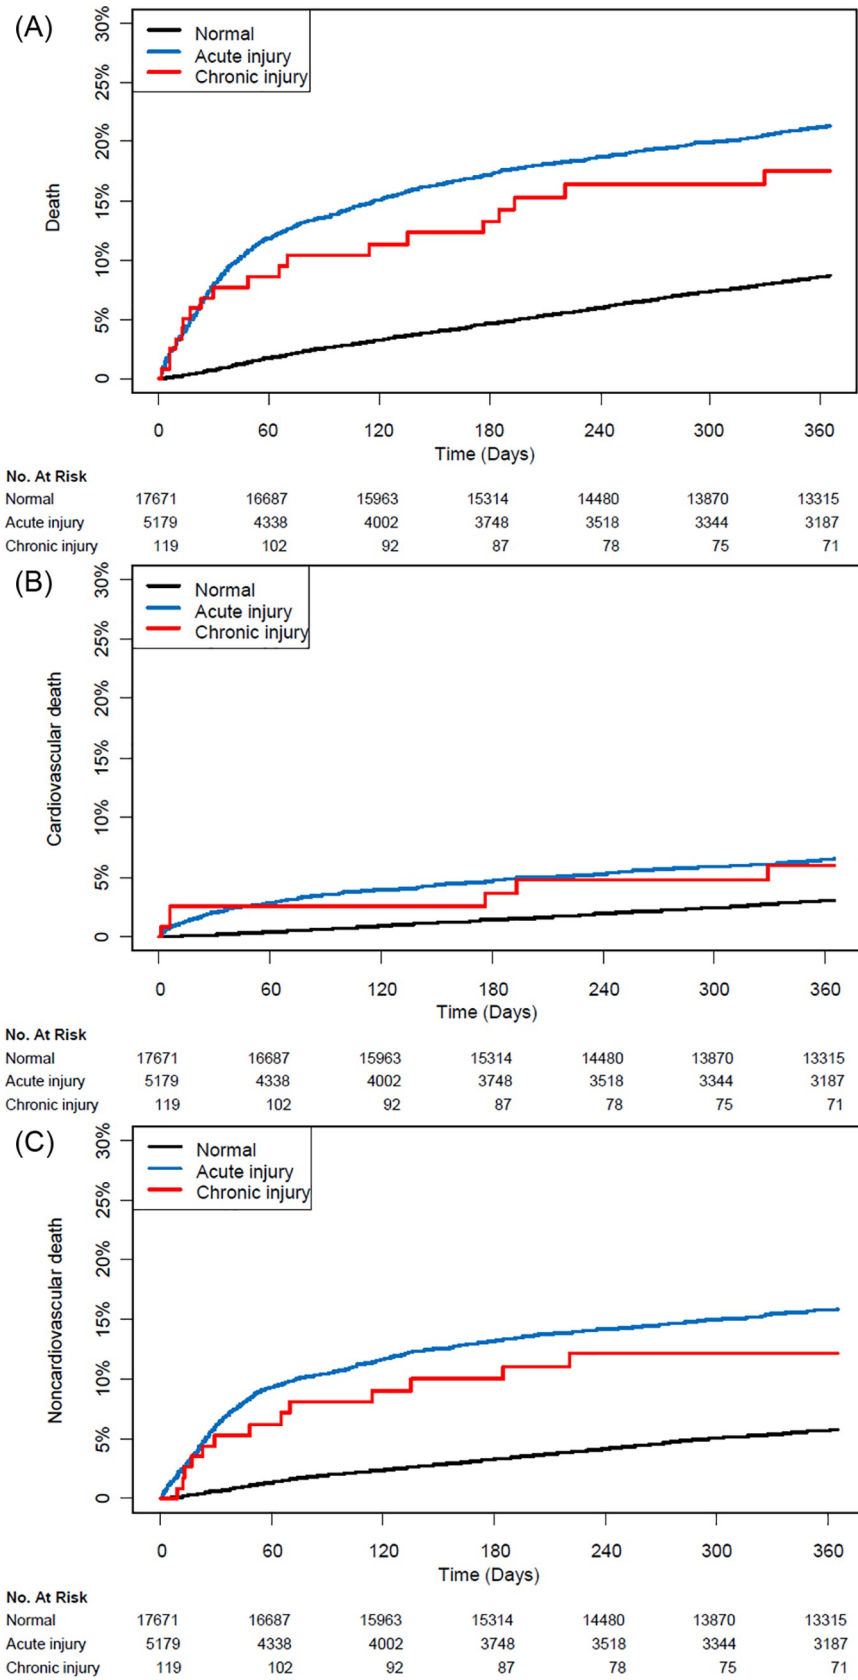 (A)
Death
30%
25%
20%
15%
10%
5%
0
Normal
Acute injury
Chronic injury
0 60 120 180 240 300 360
Time (Days)
No. At Risk
Normal 17671 16687 15963 15314 14480 13870 13315
Acute injury 5179 4338 4002 3748 3518 3344 3187
Chronic injury 119 102 92 87 78 75 71
(B)
Cardiovascular death
30%
25%
20%
15%
10%
5%
0
Normal
Acute injury
Chronic injury
0 60 120 180 240 300 360
Time (Days)
No. At Risk
Normal 17671 16687 15963 15314 14480 13870 13315
Acute injury 5179 4338 4002 3748 3518 3344 3187
Chronic injury 119 102 92 87 78 75 71
(C)
Noncardiovascular death
30%
25%
20%
15%
10%
5%
0
Normal
Acute injury
Chronic injury
0 60 120 180 240 300 360
Time (Days)
No. At Risk
Normal 17671 16687 15963 15314 14480 13870 13315
Acute injury 5179 4338 4002 3748 3518 3344 3187
Chronic injury 119 102 92 87 78 75 71